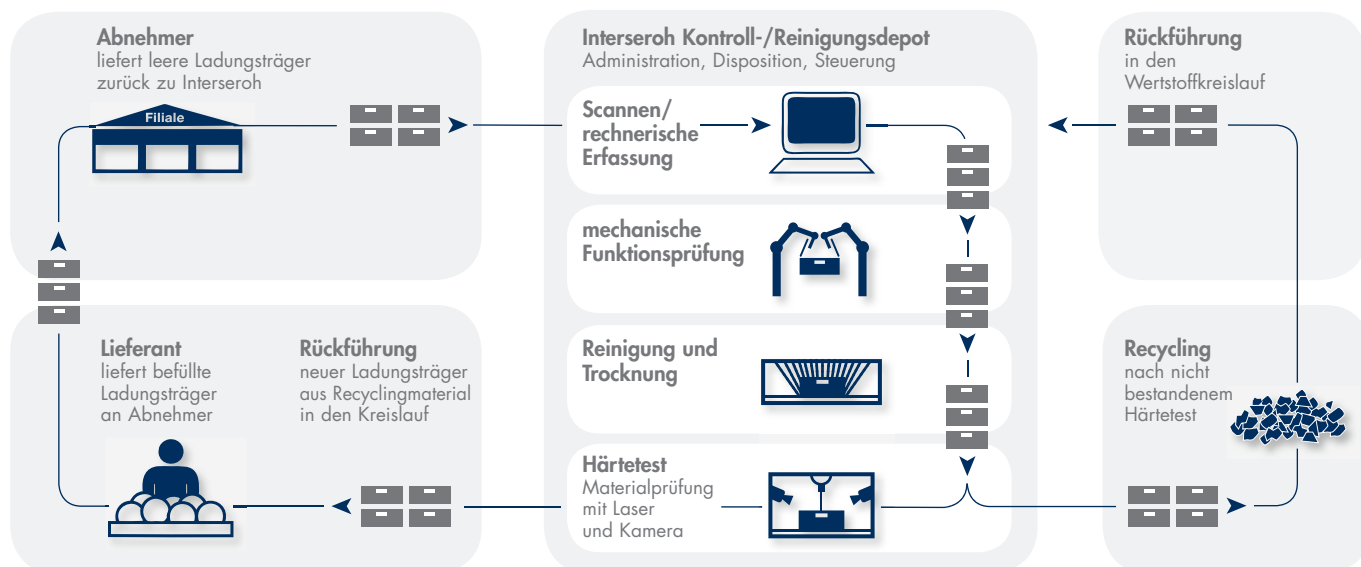 Abnehmer
liefert leere Ladungsträger
zurück zu Interseroh
Filiale
Interseroh Kontroll-/Reinigungsdepot
Administration, Disposition, Steuerung
Scannen/
rechnerische
Erfassung
mechanische
Funktionsprüfung
Reinigung und
Trocknung
Härtetest
Materialprüfung
mit Laser
und Kamera
Rückführung
in den
Wertstoffkreislauf
Lieferant
liefert befüllte
Ladungsträger
an Abnehmer
Rückführung
neuer Ladungsträger
aus Recyclingmaterial
in den Kreislauf
Recycling
nach nicht
bestandenem
Härtetest